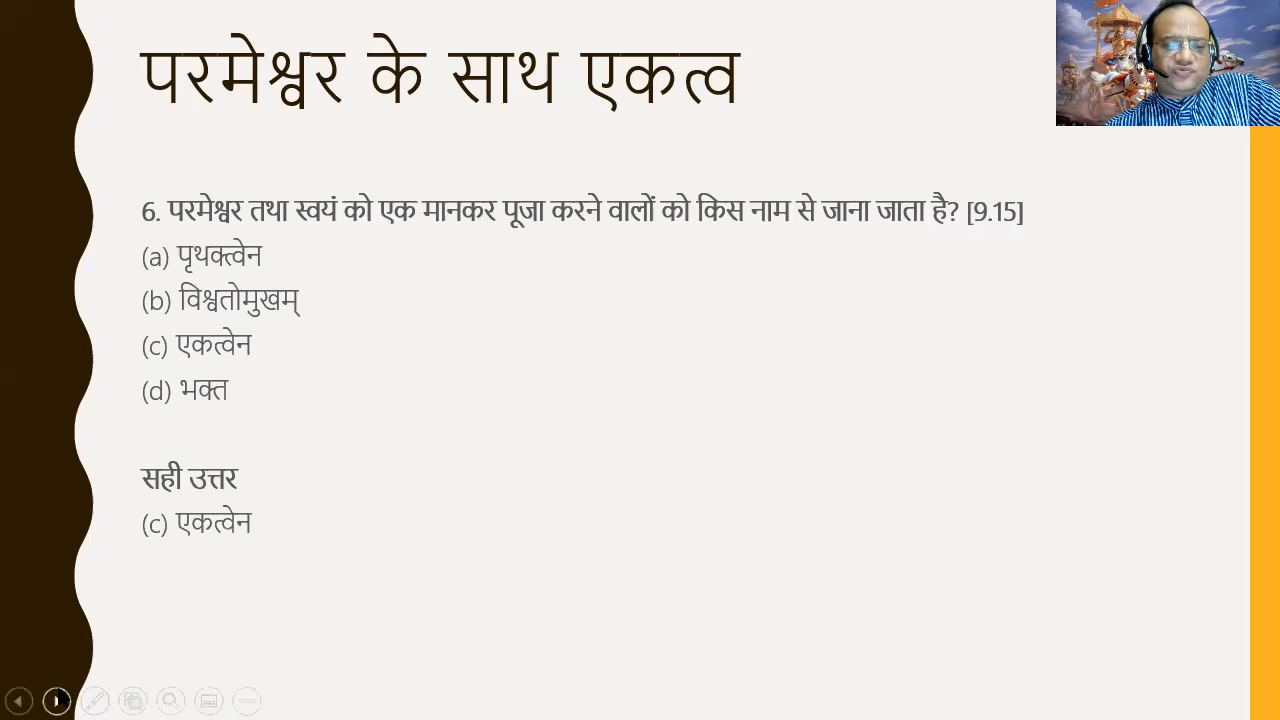 परमेश्वर के साथ एकत्व
6. परमेश्वर तथा स्वयं को एक मानकर पूजा करने वालों को किस नाम से जाना जाता है? [9.15]
(a) पृथक्त्वेन
(b) विश्वतोमुखम्
(c) एकत्वेन
(d) भक्त
सही उत्तर
(c) एकत्वेन